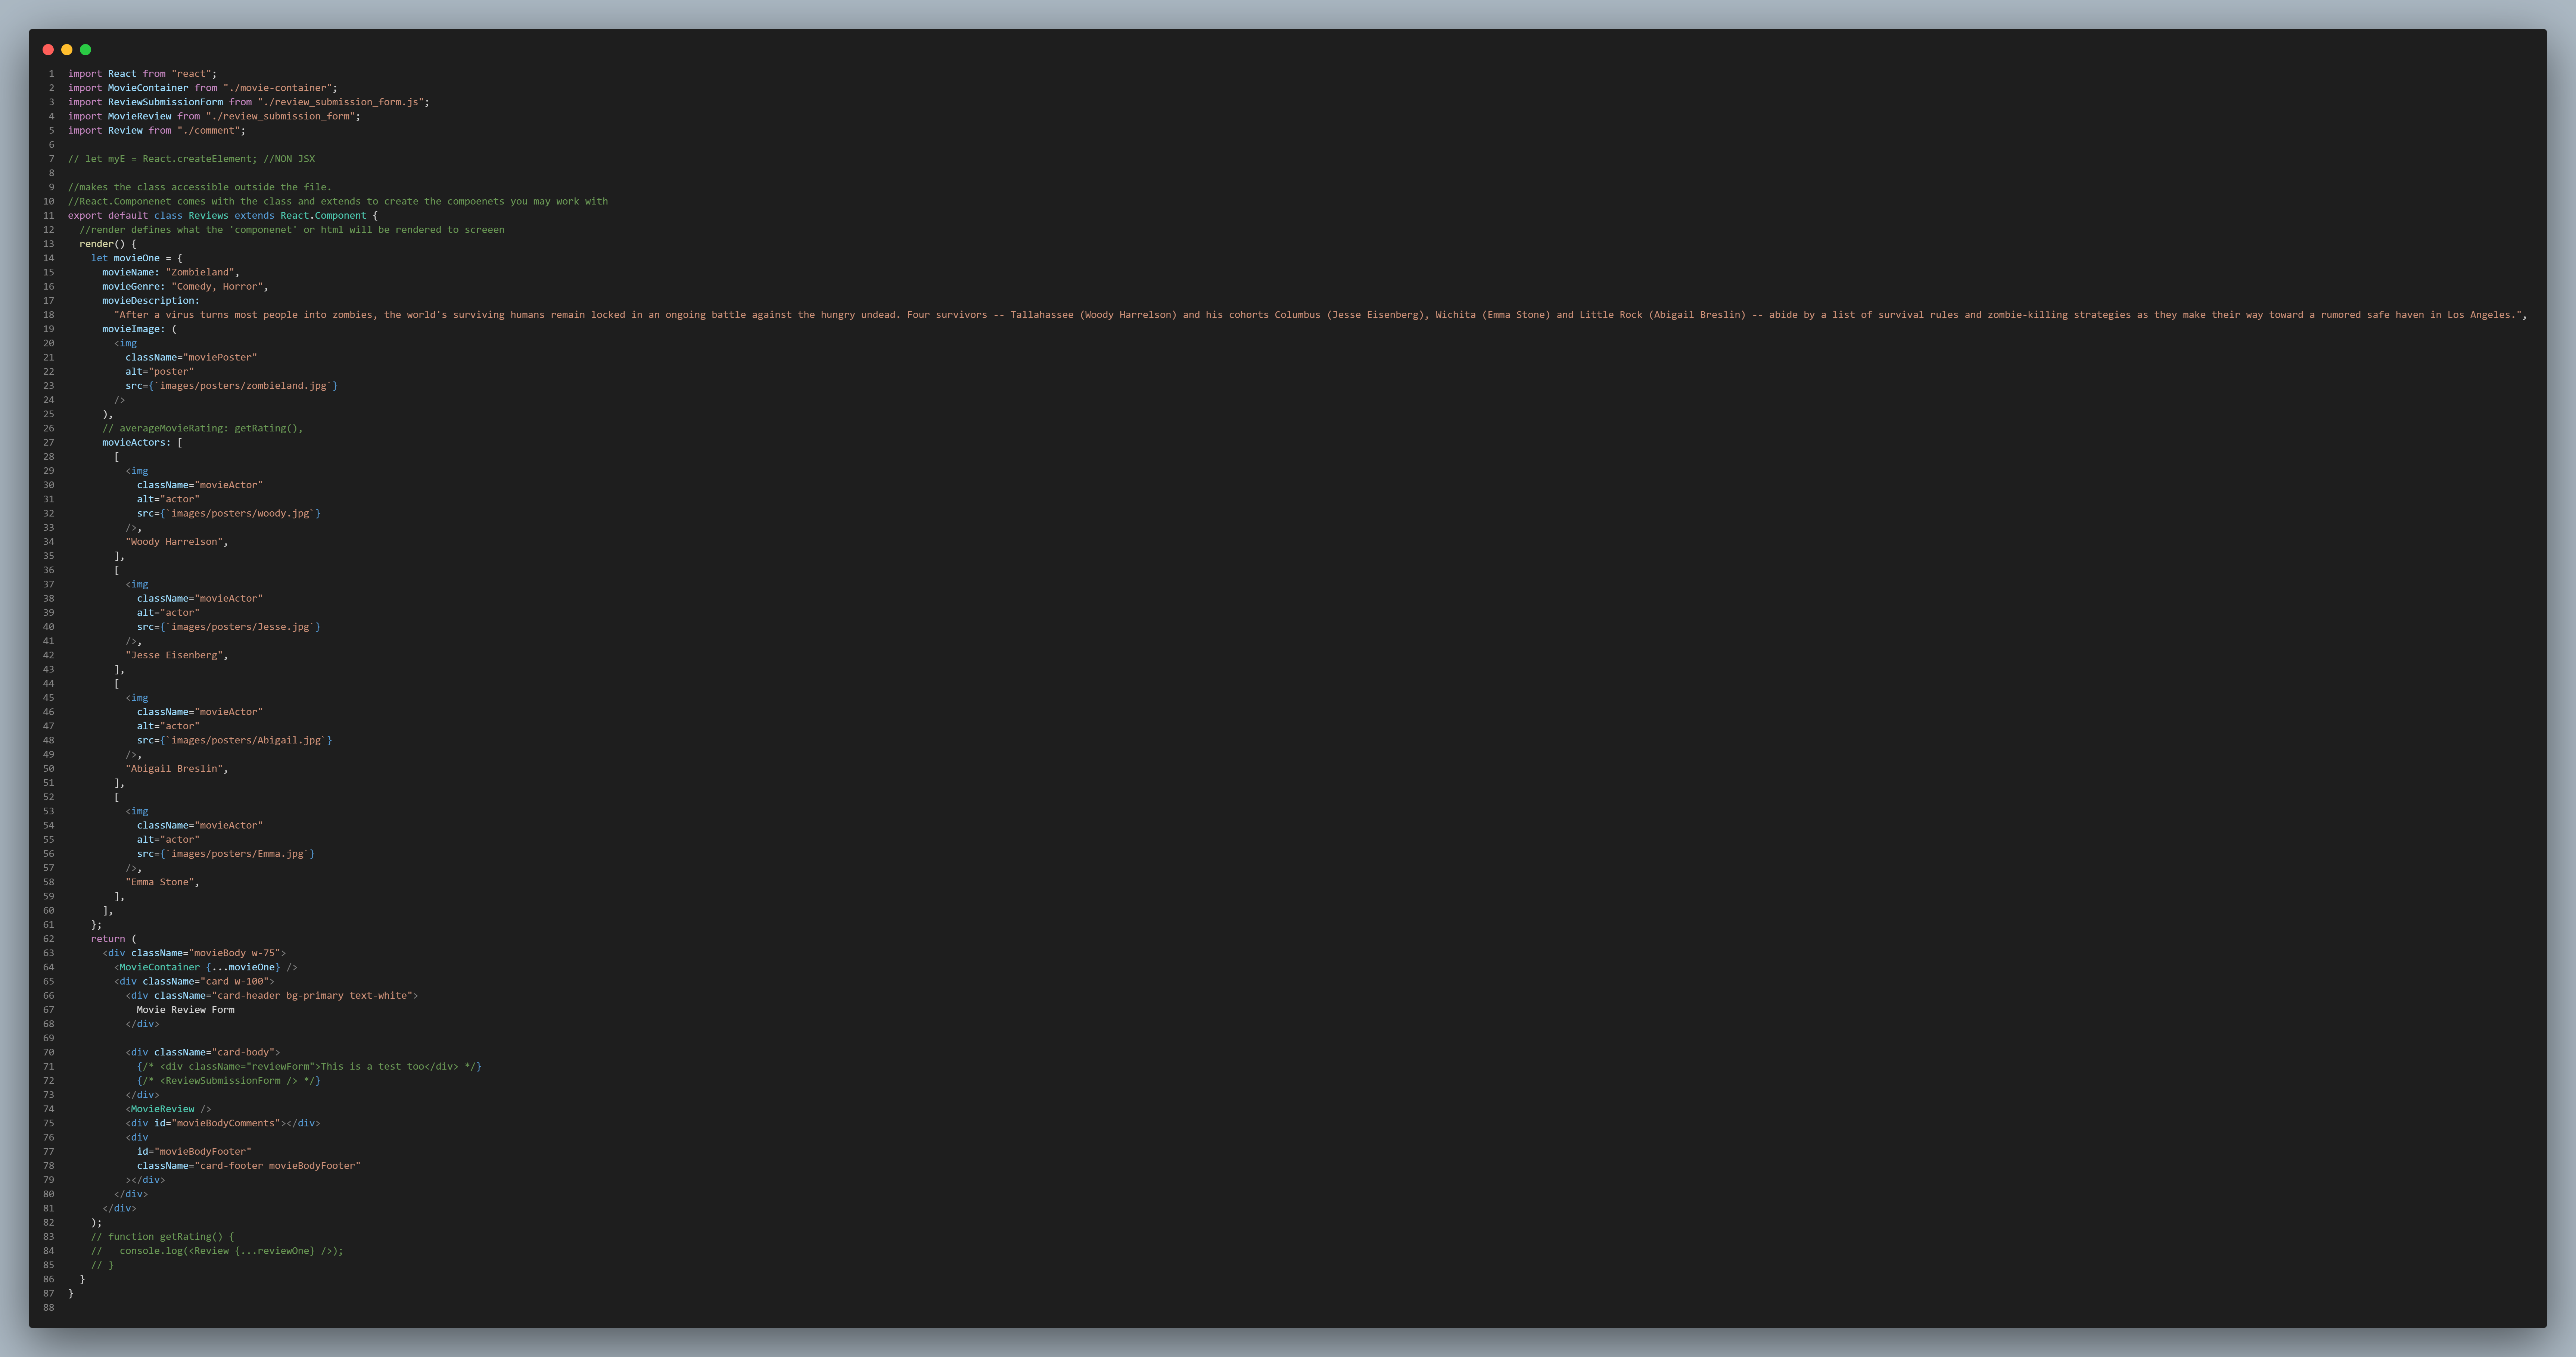 1 import React from "react";
2 import MovieContainer from "./movie-container";
3 import ReviewSubmissionForm from "./review_submission_form.js";
4 import MovieReview from "./review_submission_form";
5 import Review from "./comment";
6
7 // let myE = React.createElement; //NON JSX
8
9 //makes the class accessible outside the file.
10 //React.Componenet comes with the class and extends to create the compoenets you may work with
11 export default class Reviews extends React.Component {
12   //render defines what the 'componenet' or html will be rendered to screeen
13   render() {
14     let movieOne = {
15       movieName: "Zombieland",
16       movieGenre: "Comedy, Horror",
17       movieDescription:
18         "After a virus turns most people into zombies, the world's surviving humans remain locked in an ongoing battle against the hungry undead. Four survivors -- Tallahassee (Woody Harrelson) and his cohorts Columbus (Jesse Eisenberg), Wichita (Emma Stone) and Little Rock (Abigail Breslin) -- abide by a list of survival rules and zombie-killing strategies as they make their way toward a rumored safe haven in Los Angeles.",
19       movieImage: (
20         <img
21           className="moviePoster"
22           alt="poster"
23           src={`images/posters/zombieland.jpg`}
24         />
25       ),
26       // averageMovieRating: getRating(),
27       movieActors: [
28         [
29           <img
30             className="movieActor"
31             alt="actor"
32             src={`images/posters/woody.jpg`}
33           />,
34           "Woody Harrelson",
35         ],
36         [
37           <img
38             className="movieActor"
39             alt="actor"
40             src={`images/posters/Jesse.jpg`}
41           />,
42           "Jesse Eisenberg",
43         ],
44         [
45           <img
46             className="movieActor"
47             alt="actor"
48             src={`images/posters/Abigail.jpg`}
49           />,
50           "Abigail Breslin",
51         ],
52         [
53           <img
54             className="movieActor"
55             alt="actor"
56             src={`images/posters/Emma.jpg`}
57           />,
58           "Emma Stone",
59         ],
60       ],
61     };
62     return (
63       <div className="movieBody w-75">
64         <MovieContainer {...movieOne} />
65         <div className="card w-100">
66           <div className="card-header bg-primary text-white">
67             Movie Review Form
68           </div>
69
70           <div className="card-body">
71             {/* <div className="reviewForm">This is a test too</div> */}
72             {/* <ReviewSubmissionForm /> */}
73           </div>
74           <MovieReview />
75           <div id="movieBodyComments"></div>
76           <div
77             id="movieBodyFooter"
78             className="card-footer movieBodyFooter"
79           ></div>
80         </div>
81       </div>
82     );
83     // function getRating() {
84     //   console.log(<Review {...reviewOne} />);
85     // }
86   }
87 }
88